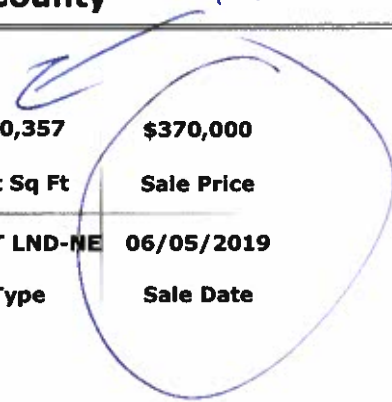 County
0,357 $370,000
t Sq Ft Sale Price
T LND-NE 06/05/2019
Type Sale Date